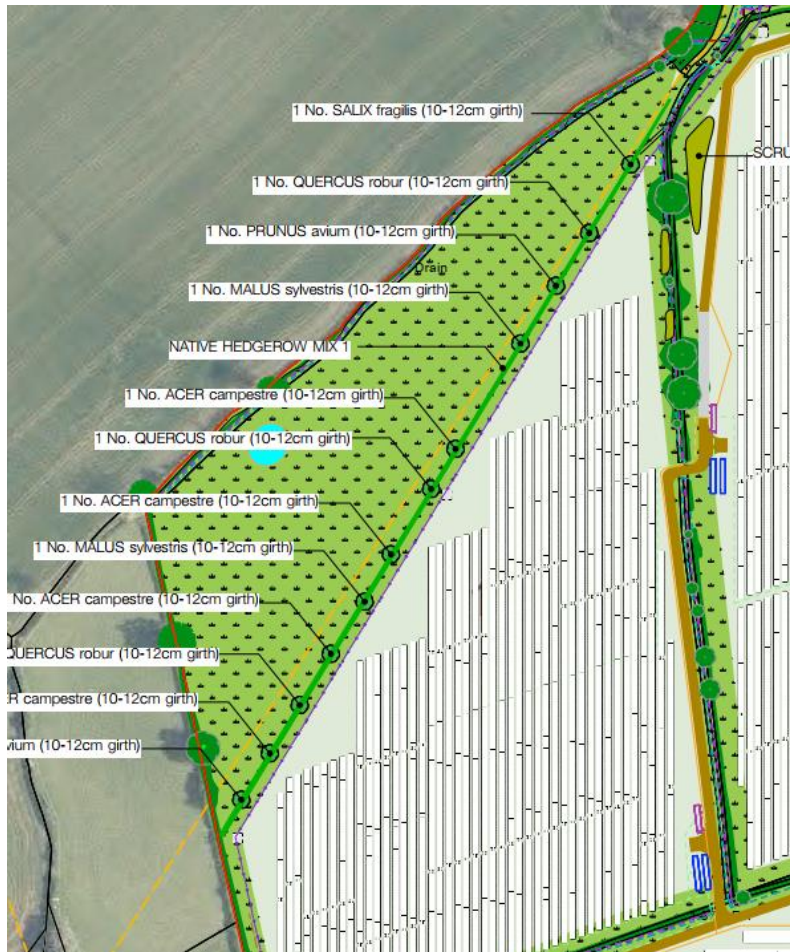 1 No. SALIX fragilis (10-12cm girth)
SCRU
1 No. QUERCUS robur (10-12cm girth)
1 No. PRUNUS avium (10-12cm girth)
Drain
1 No. MALUS sylvestris (10-12cm girth)
NATIVE HEDGEROW MIX 1
1 No. ACER campestre (10-12cm girth)
1 No. QUERCUS robur (10-12cm girth)
1 No. ACER campestre (10-12cm girth)
1 No. MALUS sylvestris (10-12cm girth)
No. ACER campestre (10-12cm girth)
QUERCUS robur (10-12cm girth)
ER campestre (10-12cm girth)
vium (10-12cm girth)